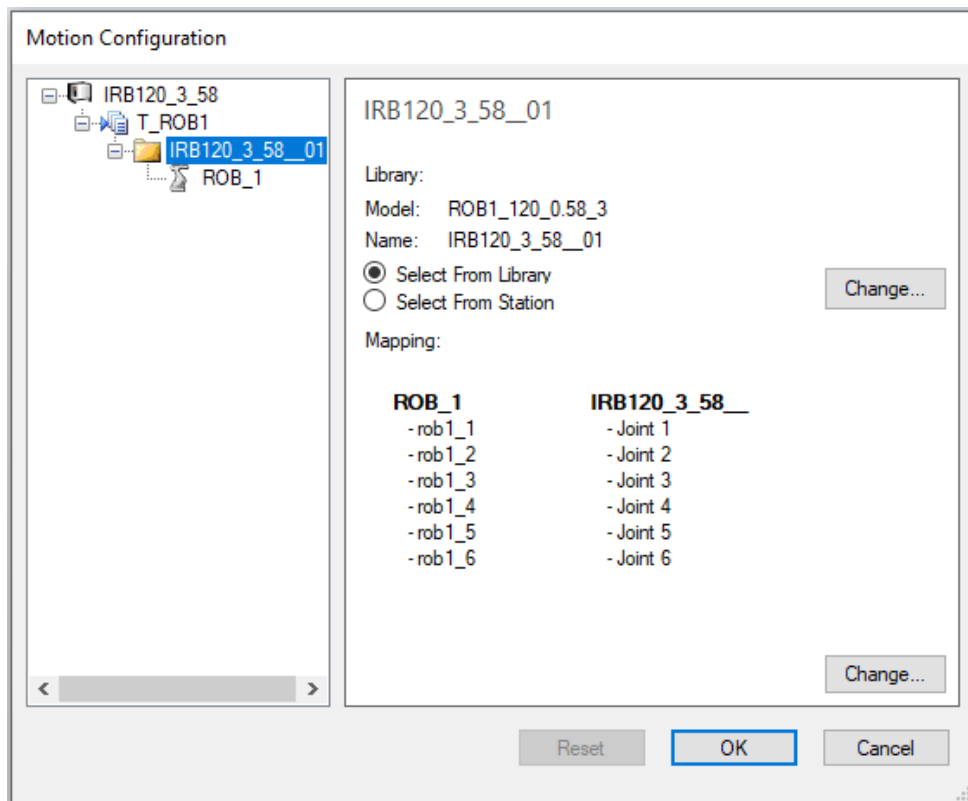 Motion Configuration
IRB120_3_58
T_ROB1
IRB120_3_58__01
ROB_1
IRB120_3_58__01
Library:
Model: ROB1_120_0.58_3
Name: IRB120_3_58__01
Select From Library
Select From Station
Change...
Mapping:
ROB_1 IRB120_3_58__
- rob1_1 - Joint 1
- rob1_2 - Joint 2
- rob1_3 - Joint 3
- rob1_4 - Joint 4
- rob1_5 - Joint 5
- rob1_6 - Joint 6
Change...
Reset OK Cancel